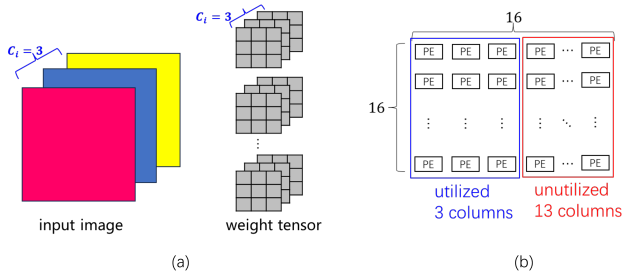 C_i = 3
C_i = 3
input image
weight tensor
(a)
16
16
PE PE PE PE ... PE
PE PE PE PE ... PE
⋮ ⋮ ⋮ ⋮ ⋱ ⋮
PE PE PE PE ... PE
utilized
3 columns
unutilized
13 columns
(b)